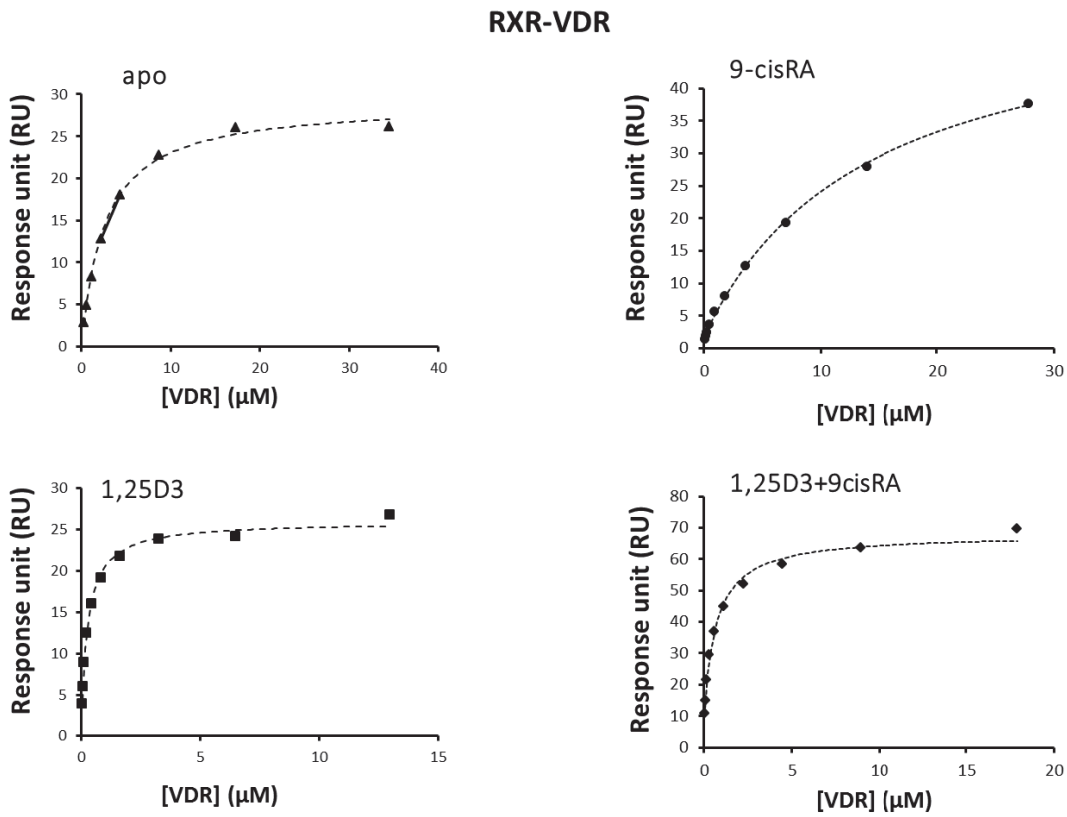 RXR-VDR
apo
Response unit (RU)
30
25
20
15
10
5
0
0 10 20 30 40
[VDR] (µM)
9-cisRA
Response unit (RU)
40
35
30
25
20
15
10
5
0
0 10 20 30
[VDR] (µM)
1,25D3
Response unit (RU)
30
25
20
15
10
5
0
0 5 10 15
[VDR] (µM)
1,25D3+9cisRA
Response unit (RU)
80
70
60
50
40
30
20
10
0
0 5 10 15 20
[VDR] (µM)